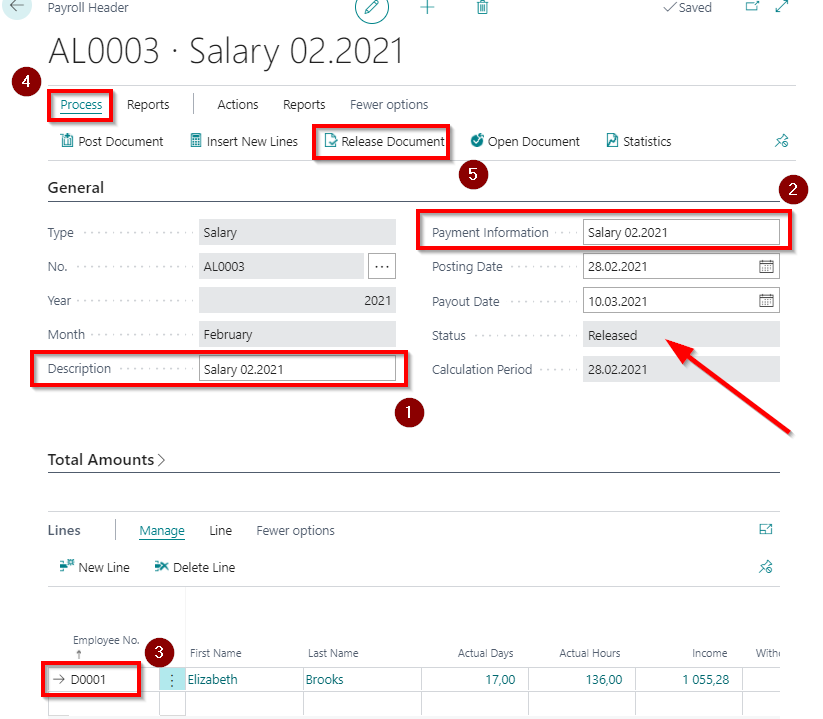 Payroll Header
Saved
AL0003 · Salary 02.2021
4
Process Reports Actions Reports Fewer options
Post Document Insert New Lines Release Document Open Document Statistics
5
General
2
Type Salary
Payment Information Salary 02.2021
No. AL0003 ...
Posting Date 28.02.2021
Year 2021
Payout Date 10.03.2021
Month February
Status Released
Description Salary 02.2021
Calculation Period 28.02.2021
1
Total Amounts
Lines Manage Line Fewer options
New Line Delete Line
Employee No. First Name Last Name Actual Days Actual Hours Income Withe
3
D0001 Elizabeth Brooks 17,00 136,00 1 055,28